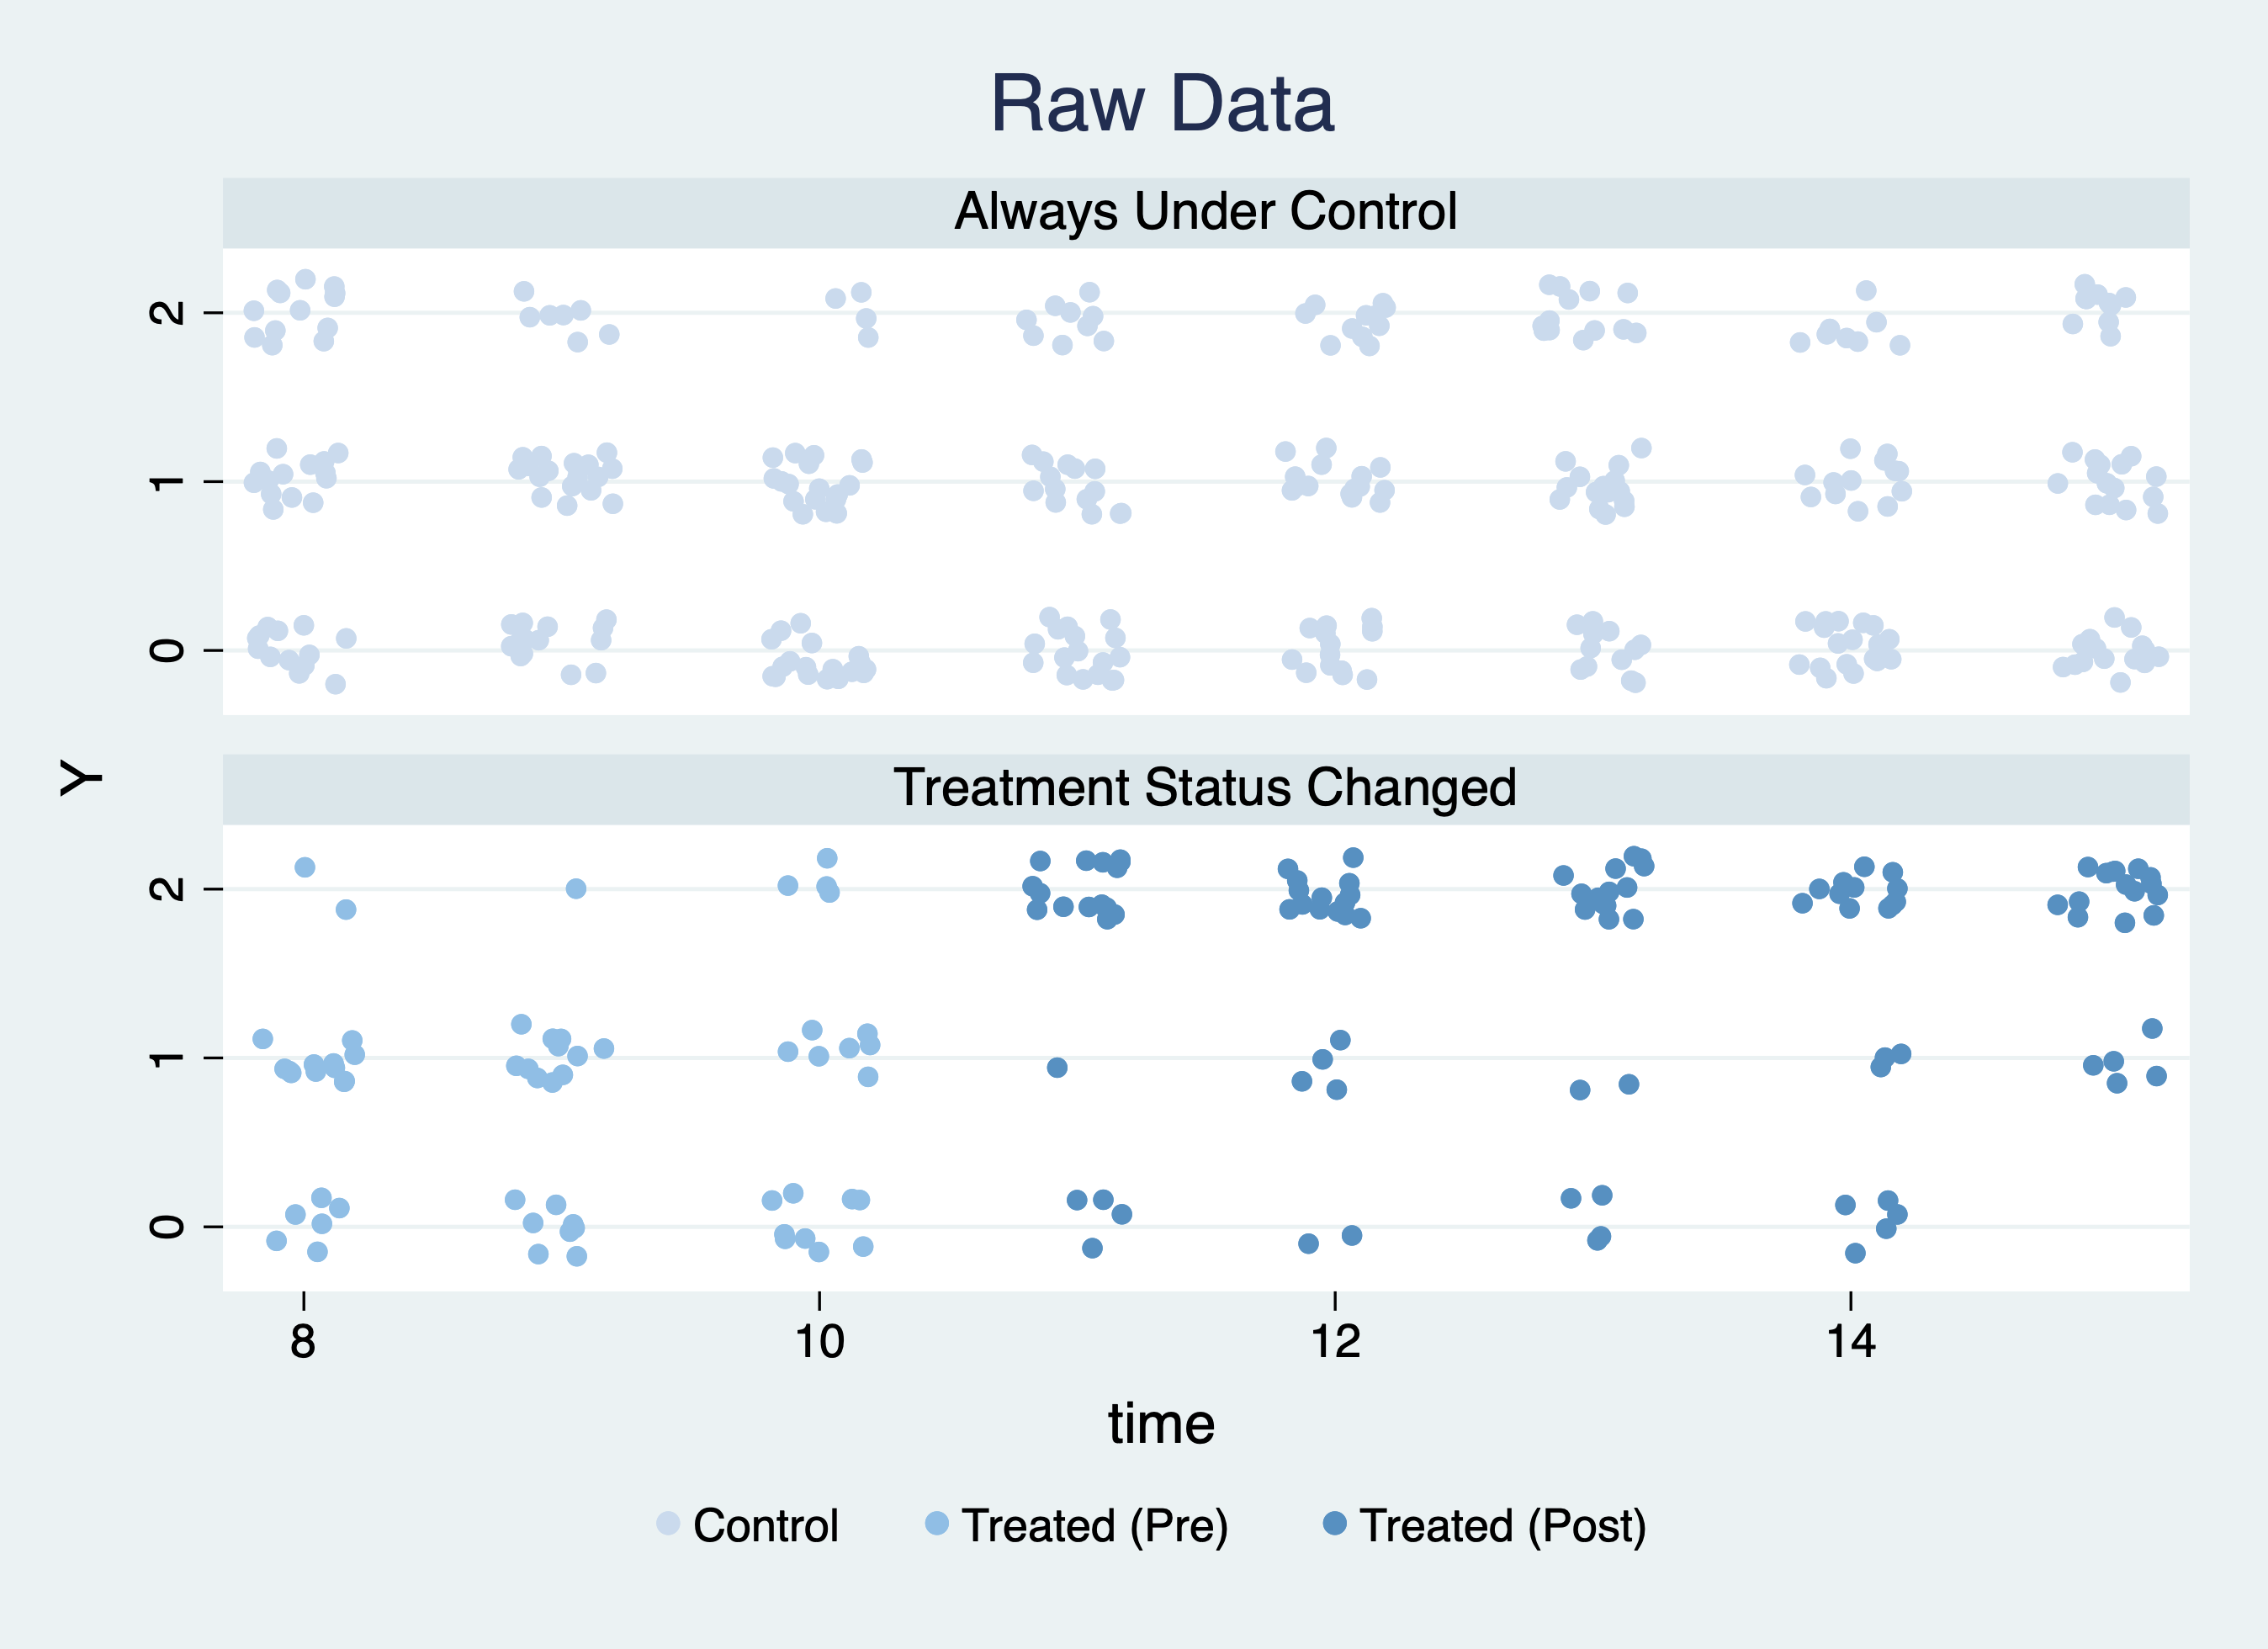 Raw Data
Always Under Control
2
1
0
Y
Treatment Status Changed
2
1
0
8 10 12 14
time
Control Treated (Pre) Treated (Post)